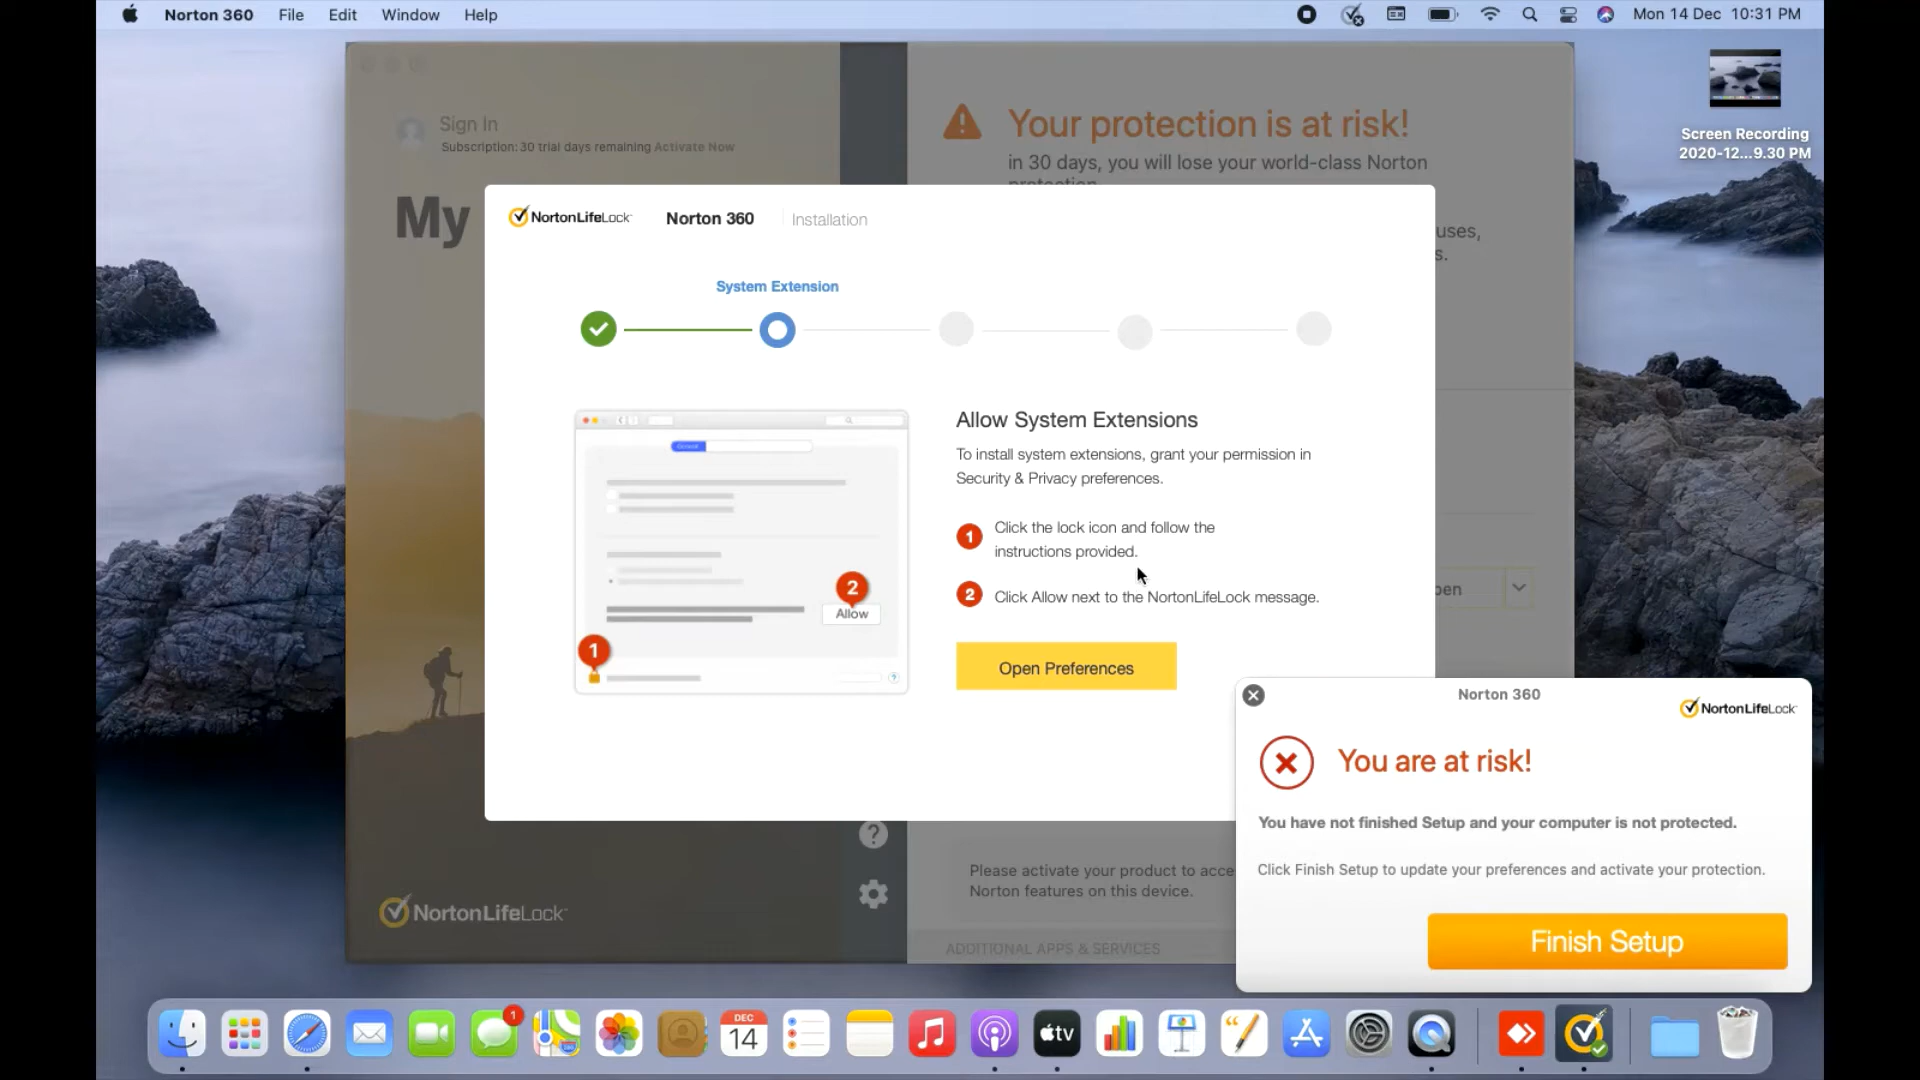 Norton 360 File Edit Window Help
Mon 14 Dec 10:31 PM
Screen Recording
2020-12...9.30 PM
Sign In
Subscription: 30 trial days remaining Activate Now
My
Your protection is at risk!
in 30 days, you will lose your world-class Norton
protection
uses,
s.
NortonLifeLock Norton 360 Installation
System Extension
Allow System Extensions
To install system extensions, grant your permission in
Security & Privacy preferences.
1 Click the lock icon and follow the
instructions provided.
2 Click Allow next to the NortonLifeLock message.
Open Preferences
2
Allow
1
?
pen
Norton 360
NortonLifeLock
You are at risk!
You have not finished Setup and your computer is not protected.
Click Finish Setup to update your preferences and activate your protection.
Finish Setup
?
Please activate your product to acce
Norton features on this device.
NortonLifeLock
ADDITIONAL APPS & SERVICES
1
DEC
14
tv